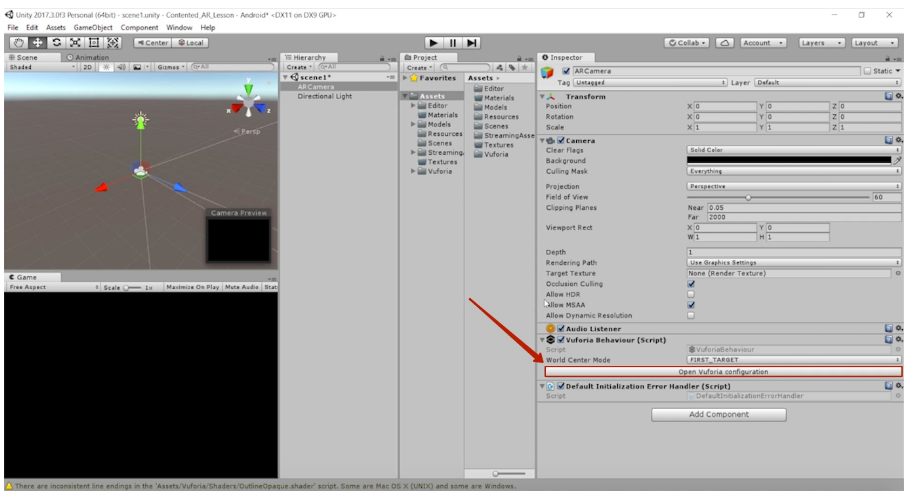 Unity 2017.3.0f3 Personal (64bit) - scene1.unity - Contented_AR_Lesson - Android* <DX11 on DX9 GPU>
File Edit Assets GameObject Component Window Help
Center Local Collab Account Layers Layout
Scene Animation
Shaded 2D Gizmos All
Persp
Camera Preview
Game
Free Aspect Scale 1x Maximize On Play Mute Audio Stat
Hierarchy
Create All
scene1*
ARCamera
Directional Light
Project
Create
Favorites
Assets
Editor
Materials
Models
Resources
Scenes
Streaming
Textures
Vuforia
Assets
Editor
Materials
Models
Resources
Scenes
StreamingAsse
Textures
Vuforia
Inspector
ARCamera Static
Tag Untagged Layer Default
Transform
Position X 0 Y 0 Z 0
Rotation X 0 Y 0 Z 0
Scale X 1 Y 1 Z 1
Camera
Clear Flags Solid Color
Background
Culling Mask Everything
Projection Perspective
Field of View 60
Clipping Planes Near 0.05
Far 2000
Viewport Rect X 0 Y 0
W 1 H 1
Depth 1
Rendering Path Use Graphics Settings
Target Texture None (Render Texture)
Occlusion Culling
Allow HDR
Allow MSAA
Allow Dynamic Resolution
Audio Listener
Vuforia Behaviour (Script)
Script VuforiaBehaviour
World Center Mode FIRST_TARGET
Open Vuforia configuration
Default Initialization Error Handler (Script)
Script DefaultInitializationErrorHandler
Add Component
There are inconsistent line endings in the 'Assets/Vuforia/Shaders/OutlineOpaque.shader' script. Some are Mac OS X (UNIX) and some are Windows.